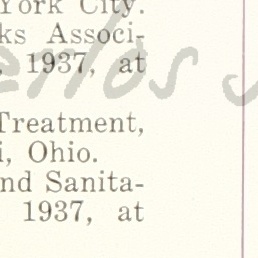 York City.
ks Associ-
, 1937, at
Treatment,
i, Ohio.
nd Sanita-
1937, at